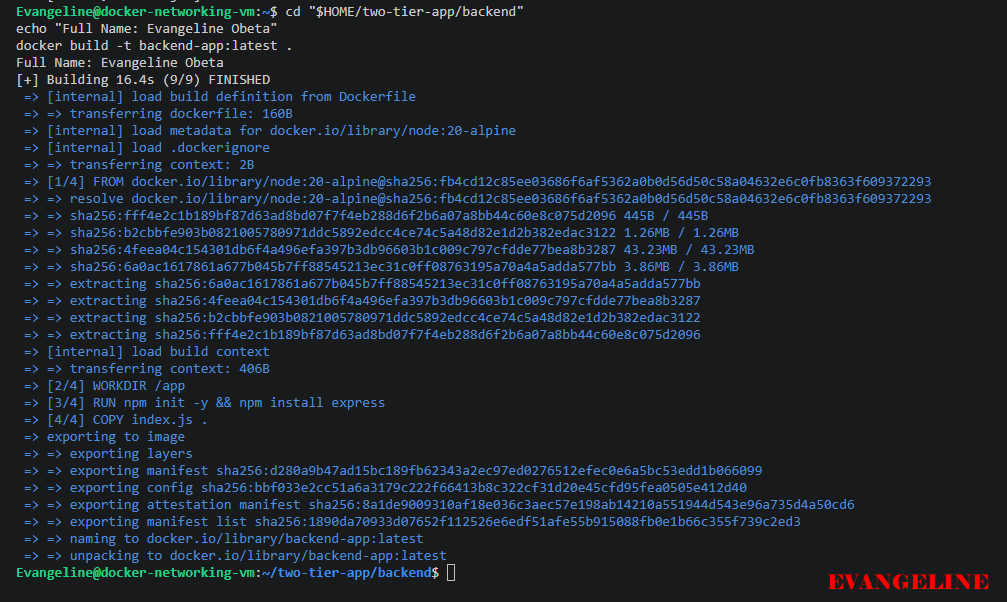 Evangeline@docker-networking-vm:~$ cd "$HOME/two-tier-app/backend"
echo "Full Name: Evangeline Obeta"
docker build -t backend-app:latest .
Full Name: Evangeline Obeta
[+] Building 16.4s (9/9) FINISHED
=> [internal] load build definition from Dockerfile
=> => transferring dockerfile: 160B
=> [internal] load metadata for docker.io/library/node:20-alpine
=> [internal] load .dockerignore
=> => transferring context: 2B
=> [1/4] FROM docker.io/library/node:20-alpine@sha256:fb4cd12c85ee03686f6af5362a0b0d56d50c58a04632e6c0fb8363f609372293
=> => resolve docker.io/library/node:20-alpine@sha256:fb4cd12c85ee03686f6af5362a0b0d56d50c58a04632e6c0fb8363f609372293
=> => sha256:fff4e2c1b189bf87d63ad8bd07f7f4eb288d6f2b6a07a8bb44c60e8c075d2096 445B / 445B
=> => sha256:b2cbbfe903b0821005780971ddc5892edcc4ce74c5a48d82e1d2b382edac3122 1.26MB / 1.26MB
=> => sha256:4feea04c154301db6f4a496efa397b3db96603b1c009c797cfdde77bea8b3287 43.23MB / 43.23MB
=> => sha256:6a0ac1617861a677b045b7ff88545213ec31c0ff08763195a70a4a5adda577bb 3.86MB / 3.86MB
=> => extracting sha256:6a0ac1617861a677b045b7ff88545213ec31c0ff08763195a70a4a5adda577bb
=> => extracting sha256:4feea04c154301db6f4a496efa397b3db96603b1c009c797cfdde77bea8b3287
=> => extracting sha256:b2cbbfe903b0821005780971ddc5892edcc4ce74c5a48d82e1d2b382edac3122
=> => extracting sha256:fff4e2c1b189bf87d63ad8bd07f7f4eb288d6f2b6a07a8bb44c60e8c075d2096
=> [internal] load build context
=> => transferring context: 406B
=> [2/4] WORKDIR /app
=> [3/4] RUN npm init -y && npm install express
=> [4/4] COPY index.js .
=> exporting to image
=> => exporting layers
=> => exporting manifest sha256:d280a9b47ad15bc189fb62343a2ec97ed0276512efec0e6a5bc53edd1b066099
=> => exporting config sha256:bbf033e2cc51a6a3179c222f66413b8c322cf31d20e45cfd95fea0505e412d40
=> => exporting attestation manifest sha256:8a1de9009310af18e036c3aec57e198ab14210a551944d543e96a735d4a50cd6
=> => exporting manifest list sha256:1890da70933d07652f112526e6edf51afe55b915088fb0e1b66c355f739c2ed3
=> => naming to docker.io/library/backend-app:latest
=> => unpacking to docker.io/library/backend-app:latest
Evangeline@docker-networking-vm:~/two-tier-app/backend$
EVANGELINE